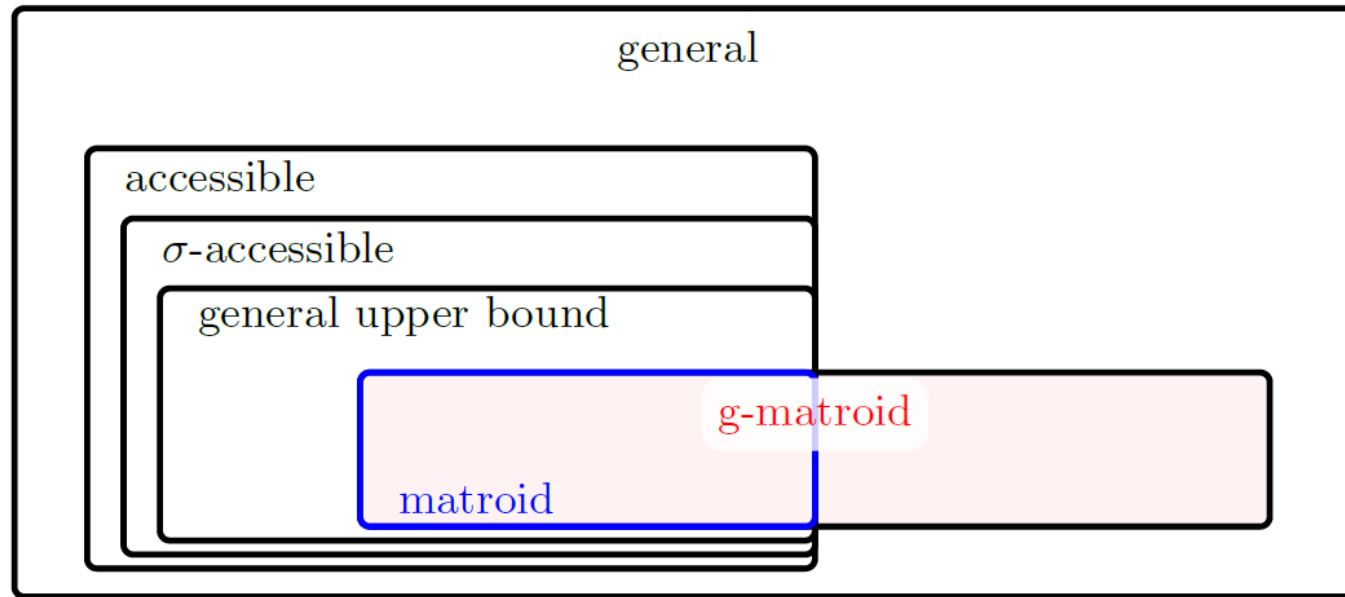 general
accessible
σ-accessible
general upper bound
g-matroid
matroid